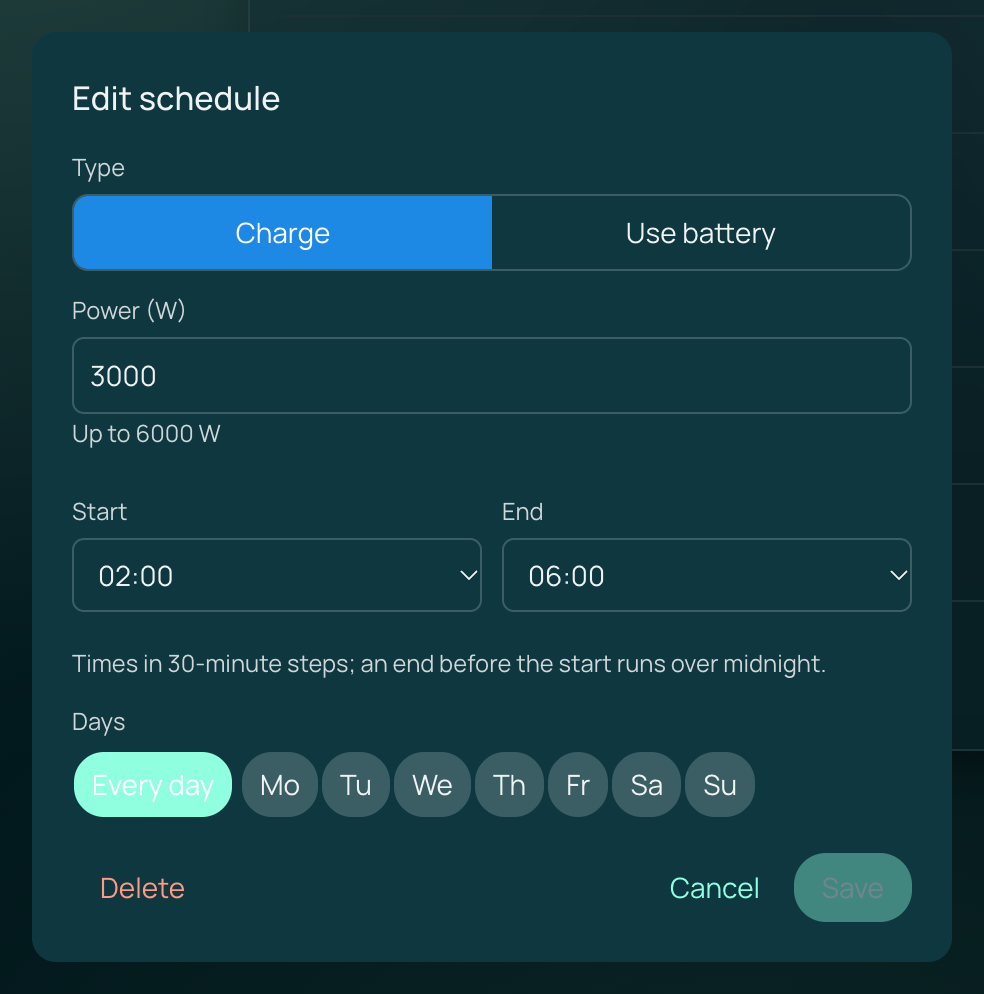 Edit schedule
Type
Charge Use battery
Power (W)
3000
Up to 6000 W
Start End
02:00 06:00
Times in 30-minute steps; an end before the start runs over midnight.
Days
Every day Mo Tu We Th Fr Sa Su
Delete Cancel Save